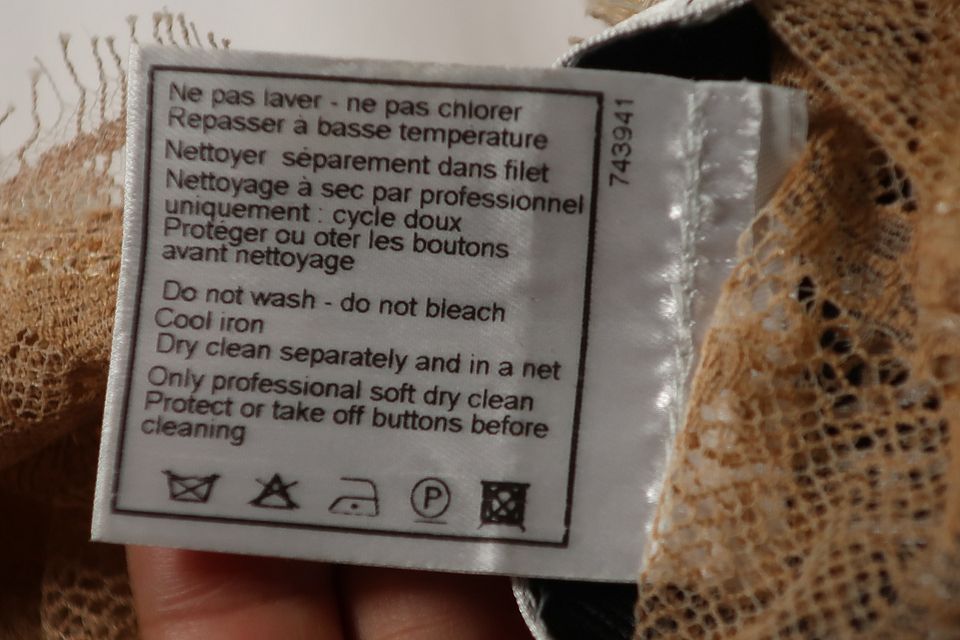 Ne pas laver - ne pas chlorer
Repasser à basse température
Nettoyer séparement dans filet
Nettoyage à sec par professionnel
uniquement : cycle doux
Protéger ou oter les boutons
avant nettoyage
Do not wash - do not bleach
Cool iron
Dry clean separately and in a net
Only professional soft dry clean
Protect or take off buttons before
cleaning
P
743941